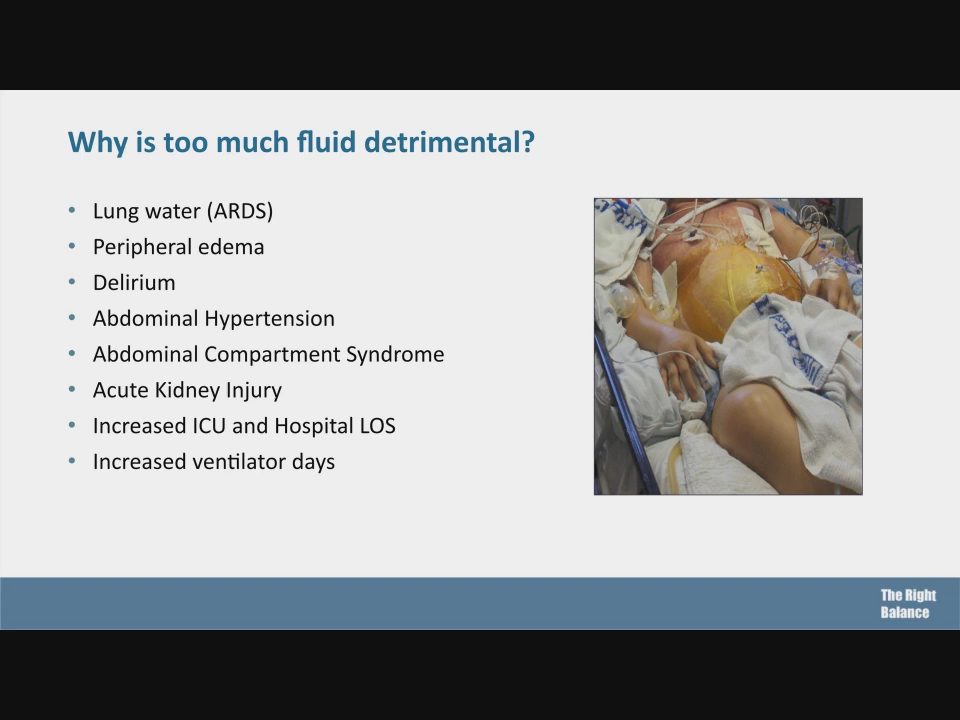 Why is too much fluid detrimental?
• Lung water (ARDS)
• Peripheral edema
• Delirium
• Abdominal Hypertension
• Abdominal Compartment Syndrome
• Acute Kidney Injury
• Increased ICU and Hospital LOS
• Increased ventilator days
The Right
Balance